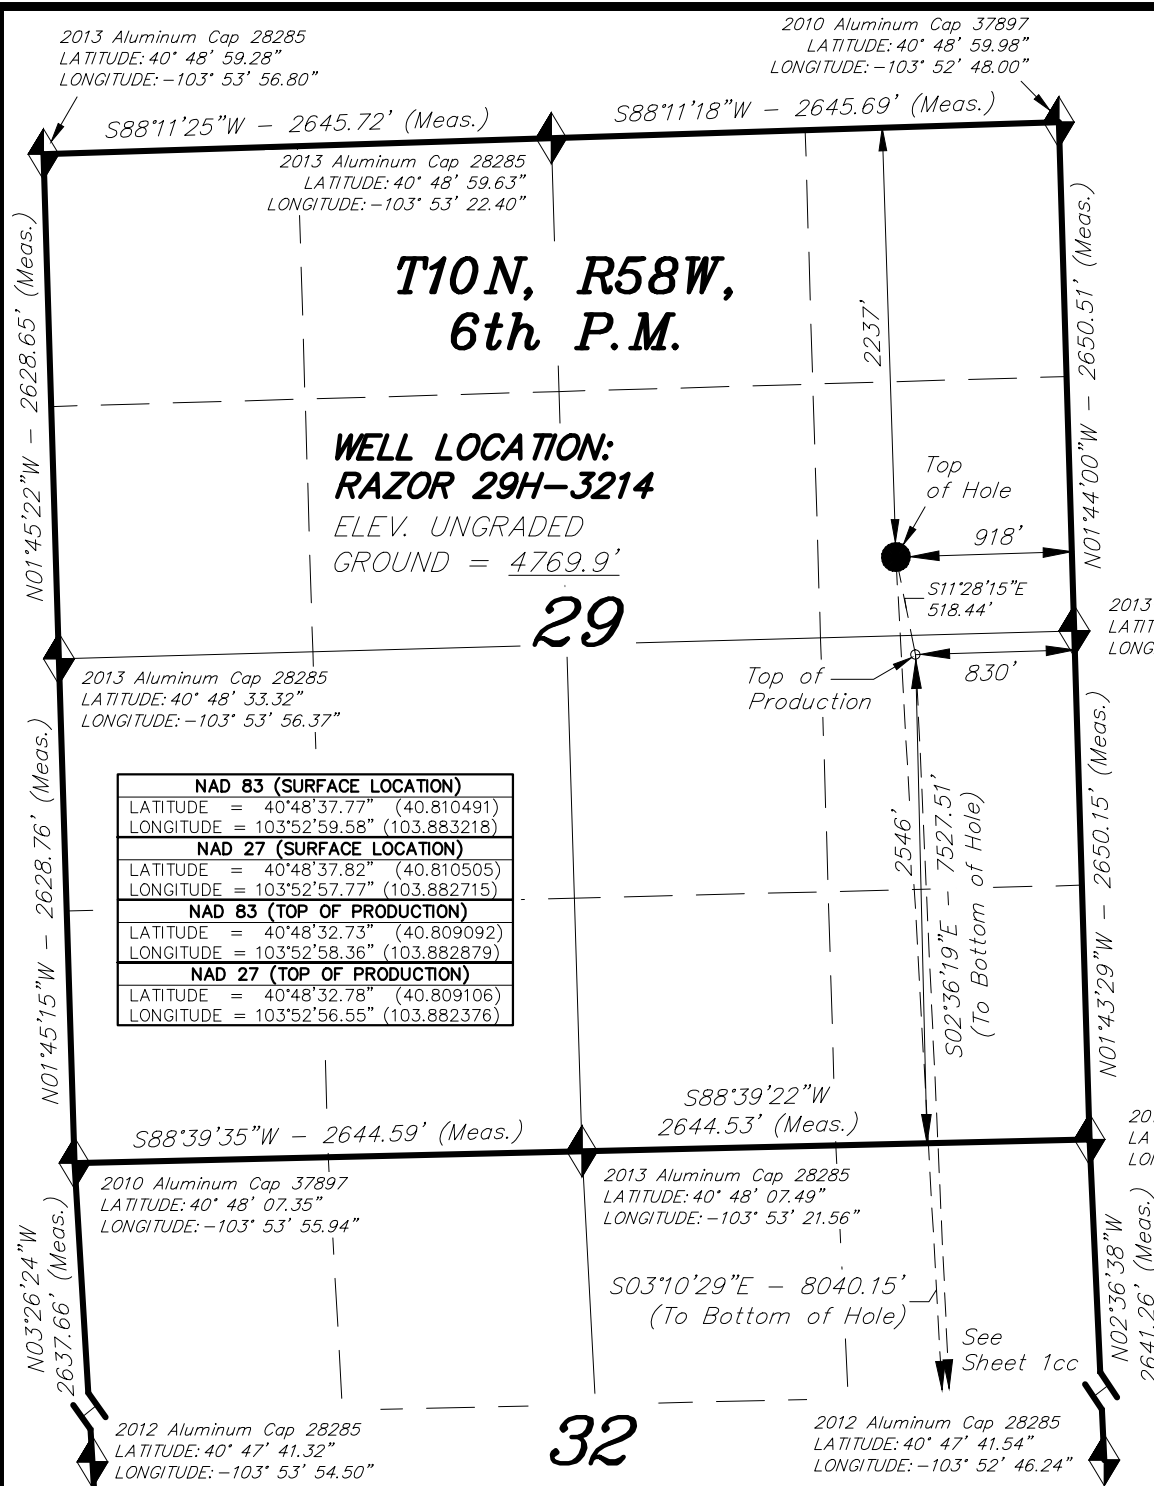 2013 Aluminum Cap 28285
LATITUDE: 40° 48' 59.28"
LONGITUDE: -103° 53' 56.80"
2010 Aluminum Cap 37897
LATITUDE: 40° 48' 59.98"
LONGITUDE: -103° 52' 48.00"
S88°11'25"W - 2645.72' (Meas.)
S88°11'18"W - 2645.69' (Meas.)
2013 Aluminum Cap 28285
LATITUDE: 40° 48' 59.63"
LONGITUDE: -103° 53' 22.40"
T10N, R58W,
6th P.M.
N01°45'22"W - 2628.65' (Meas.)
2237'
N01°44'00"W - 2650.51' (Meas.)
WELL LOCATION:
RAZOR 29H-3214
ELEV. UNGRADED
GROUND = 4769.9'
Top
of Hole
918'
S11°28'15"E
518.44'
29
2013
LATIT
LONG
2013 Aluminum Cap 28285
LATITUDE: 40° 48' 33.32"
LONGITUDE: -103° 53' 56.37"
Top of
Production
830'
N01°45'15"W - 2628.76' (Meas.)
NAD 83 (SURFACE LOCATION)
LATITUDE = 40°48'37.77" (40.810491)
LONGITUDE = 103°52'59.58" (103.883218)
NAD 27 (SURFACE LOCATION)
LATITUDE = 40°48'37.82" (40.810505)
LONGITUDE = 103°52'57.77" (103.882715)
NAD 83 (TOP OF PRODUCTION)
LATITUDE = 40°48'32.73" (40.809092)
LONGITUDE = 103°52'58.36" (103.882879)
NAD 27 (TOP OF PRODUCTION)
LATITUDE = 40°48'32.78" (40.809106)
LONGITUDE = 103°52'56.55" (103.882376)
2546'
S02°36'19"E - 7527.51'
(To Bottom of Hole)
N01°43'29"W - 2650.15' (Meas.)
S88°39'35"W - 2644.59' (Meas.)
S88°39'22"W
2644.53' (Meas.)
201
LA
LON
2010 Aluminum Cap 37897
LATITUDE: 40° 48' 07.35"
LONGITUDE: -103° 53' 55.94"
2013 Aluminum Cap 28285
LATITUDE: 40° 48' 07.49"
LONGITUDE: -103° 53' 21.56"
N03°26'24"W
2637.66' (Meas.)
S03°10'29"E - 8040.15'
(To Bottom of Hole)
N02°36'38"W
2641.26' (Meas.)
See
Sheet 1cc
2012 Aluminum Cap 28285
LATITUDE: 40° 47' 41.32"
LONGITUDE: -103° 53' 54.50"
32
2012 Aluminum Cap 28285
LATITUDE: 40° 47' 41.54"
LONGITUDE: -103° 52' 46.24"